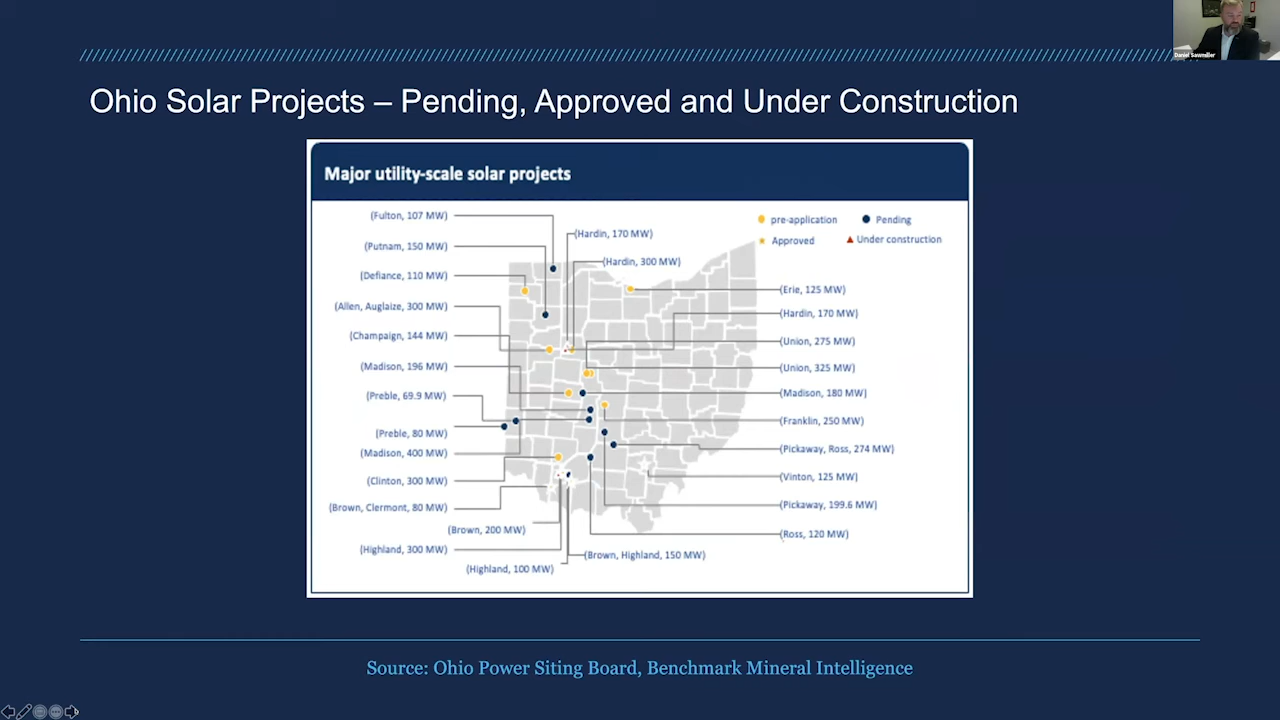 Daniel Sawmiller
Ohio Solar Projects – Pending, Approved and Under Construction
Major utility-scale solar projects
pre-application
Pending
Approved
Under construction
(Fulton, 107 MW)
(Putnam, 150 MW)
(Defiance, 110 MW)
(Allen, Auglaize, 300 MW)
(Champaign, 144 MW)
(Madison, 196 MW)
(Preble, 69.9 MW)
(Preble, 80 MW)
(Madison, 400 MW)
(Clinton, 300 MW)
(Brown, Clermont, 80 MW)
(Brown, 200 MW)
(Highland, 300 MW)
(Highland, 100 MW)
(Hardin, 170 MW)
(Hardin, 300 MW)
(Erie, 125 MW)
(Hardin, 170 MW)
(Union, 275 MW)
(Union, 325 MW)
(Madison, 180 MW)
(Franklin, 250 MW)
(Pickaway, Ross, 274 MW)
(Vinton, 125 MW)
(Pickaway, 199.6 MW)
(Ross, 120 MW)
(Brown, Highland, 150 MW)
Source: Ohio Power Siting Board, Benchmark Mineral Intelligence